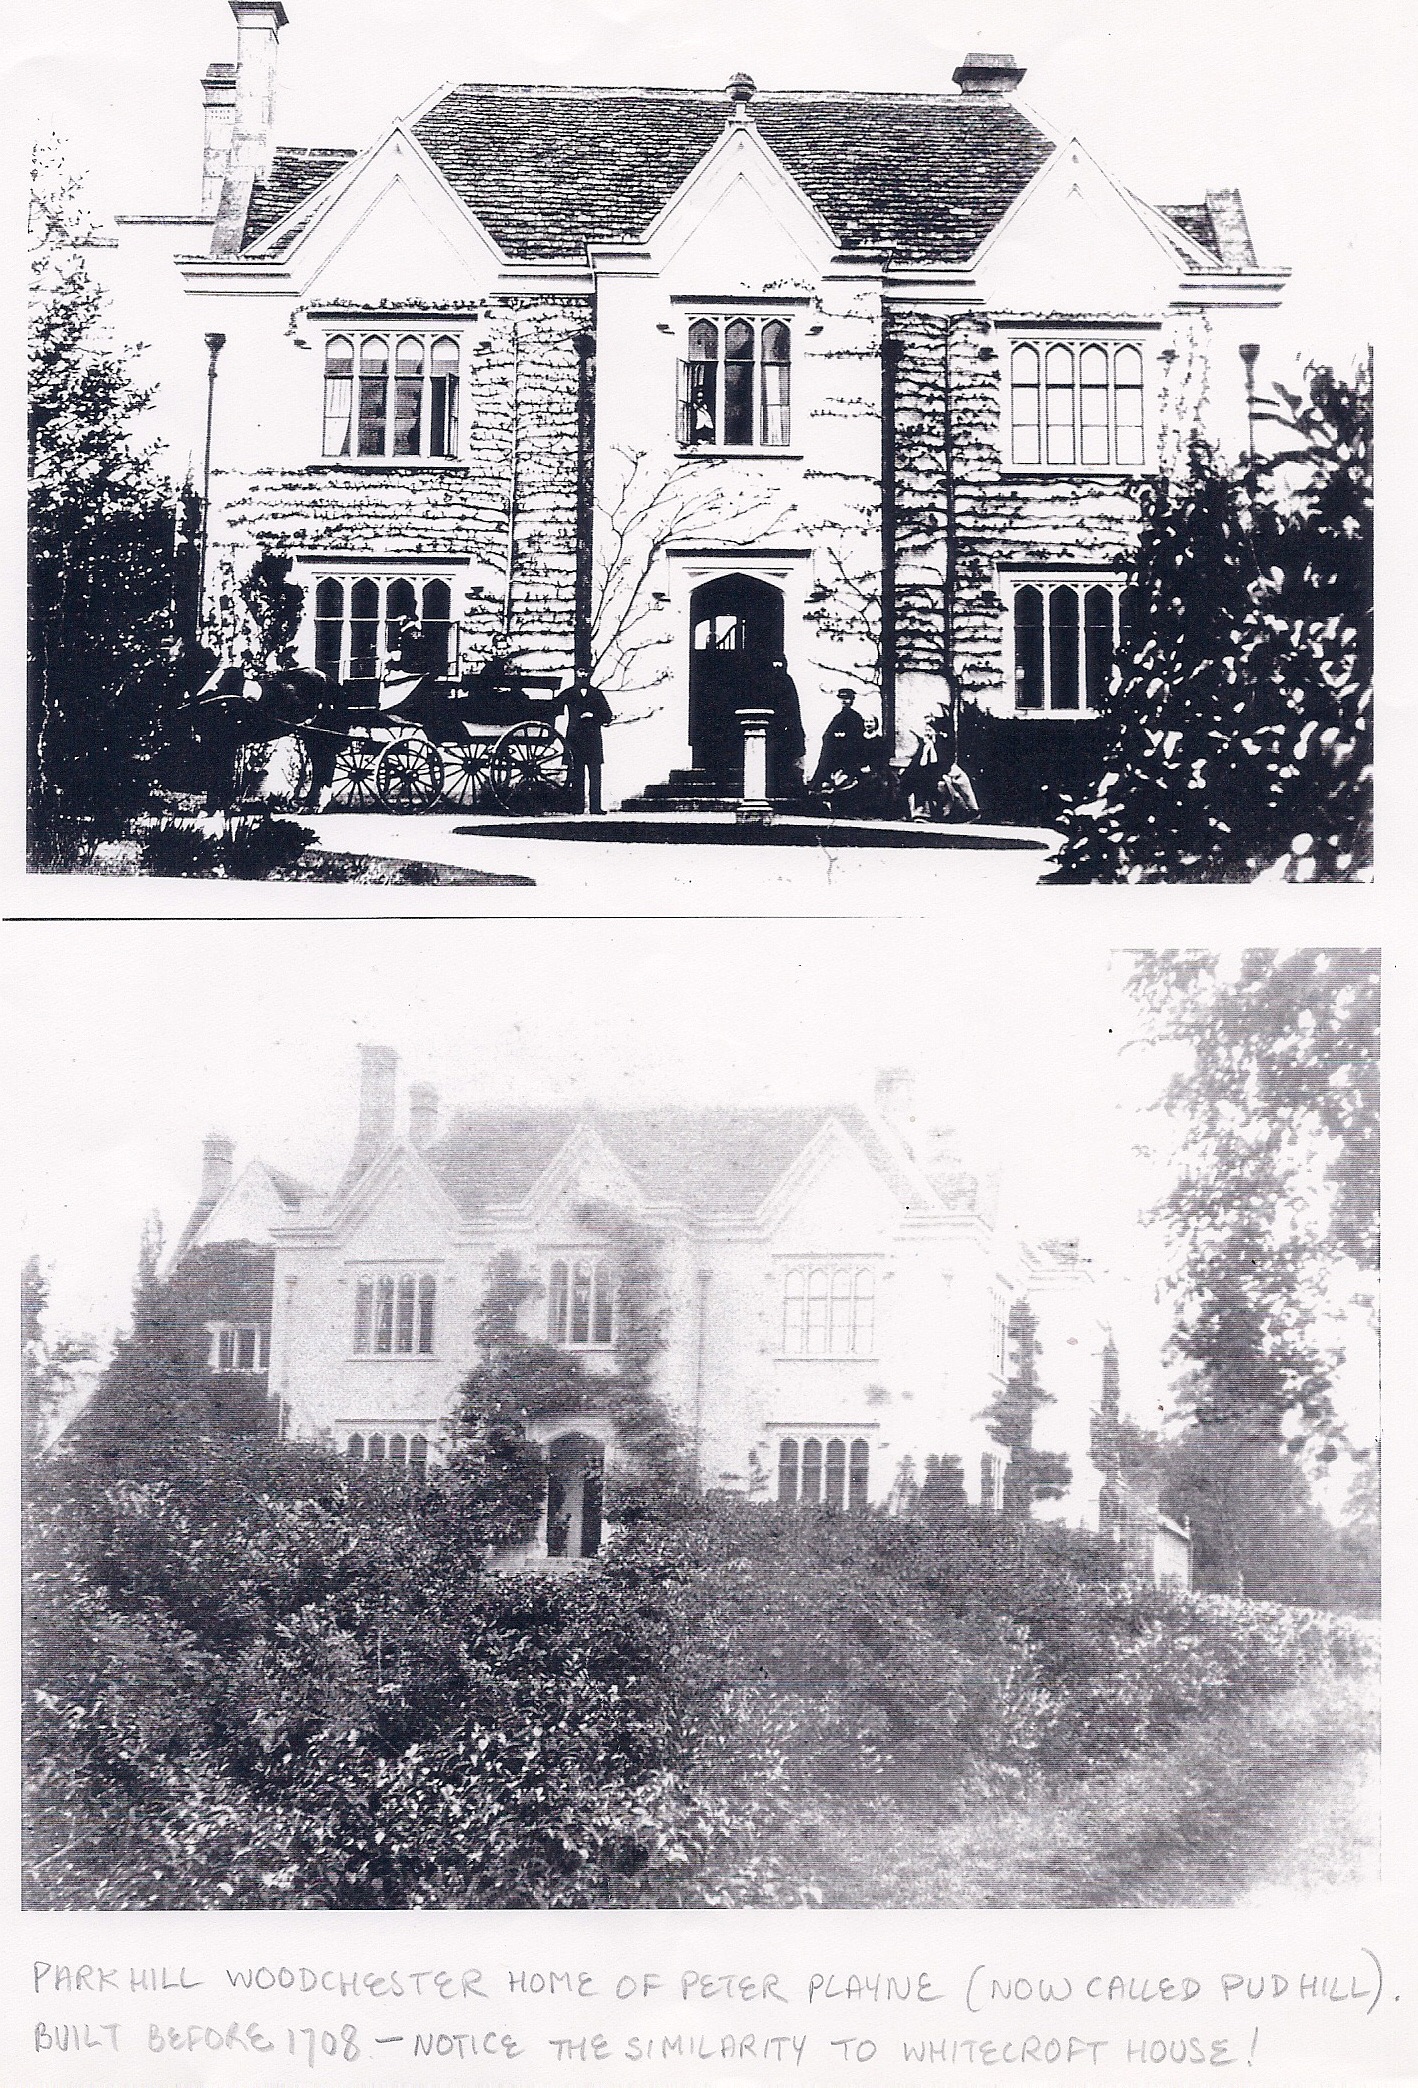 PARKHILL WOODCHESTER HOME OF PETER PLAYNE (NOW CALLED PUDHILL).
BUILT BEFORE 1708 - NOTICE THE SIMILARITY TO WHITECROFT HOUSE!